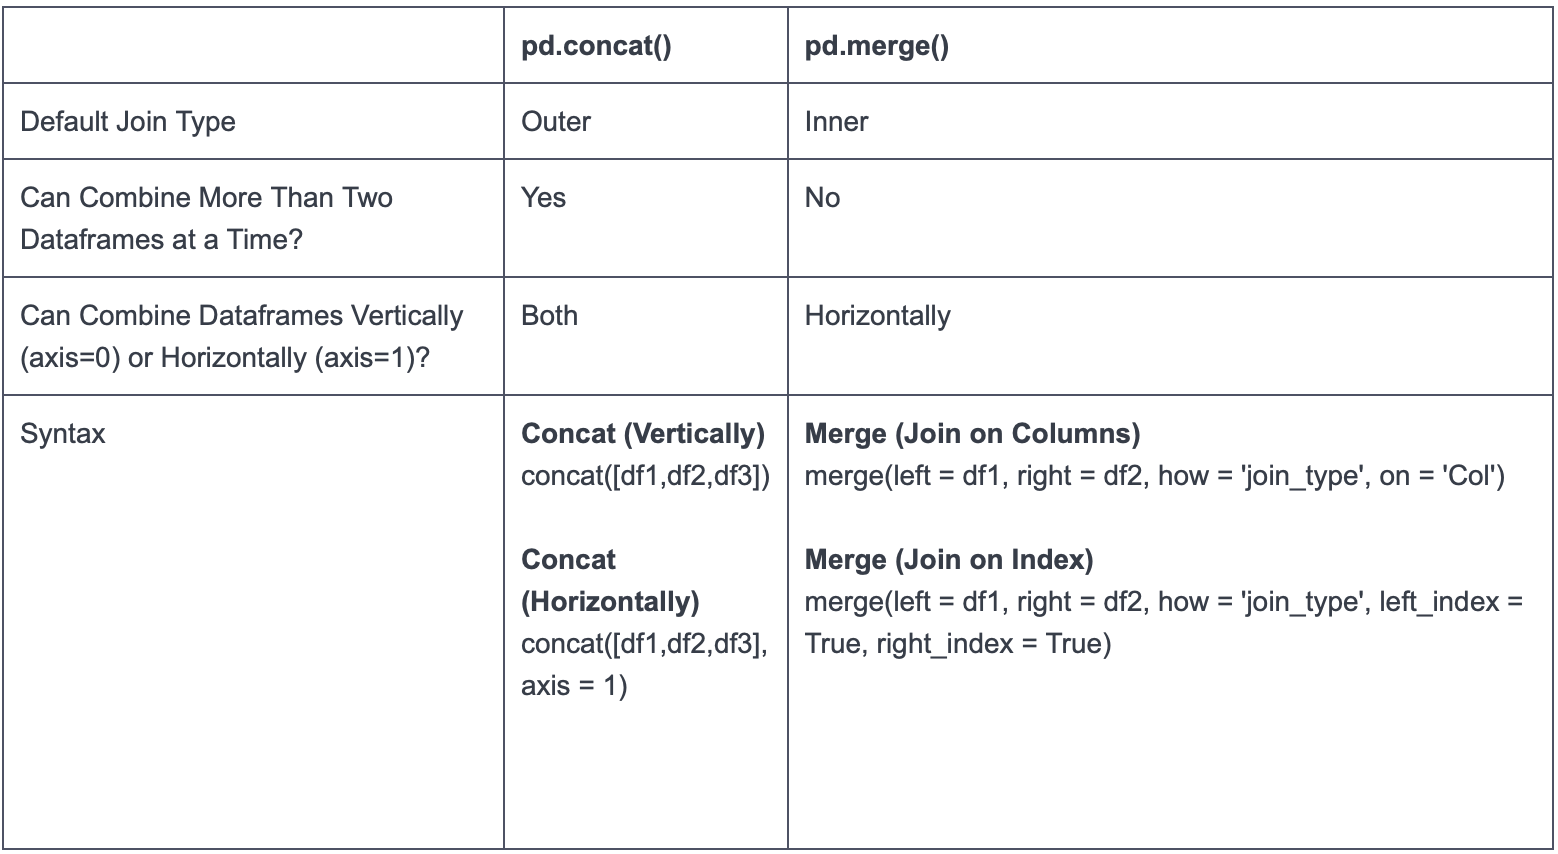 pd.concat()
pd.merge()
Default Join Type
Outer
Inner
Can Combine More Than Two
Dataframes at a Time?
Yes
No
Can Combine Dataframes Vertically
(axis=0) or Horizontally (axis=1)?
Both
Horizontally
Syntax
Concat (Vertically)
concat([df1,df2,df3])
Concat
(Horizontally)
concat([df1,df2,df3],
axis = 1)
Merge (Join on Columns)
merge(left = df1, right = df2, how = 'join_type', on = 'Col')
Merge (Join on Index)
merge(left = df1, right = df2, how = 'join_type', left_index =
True, right_index = True)